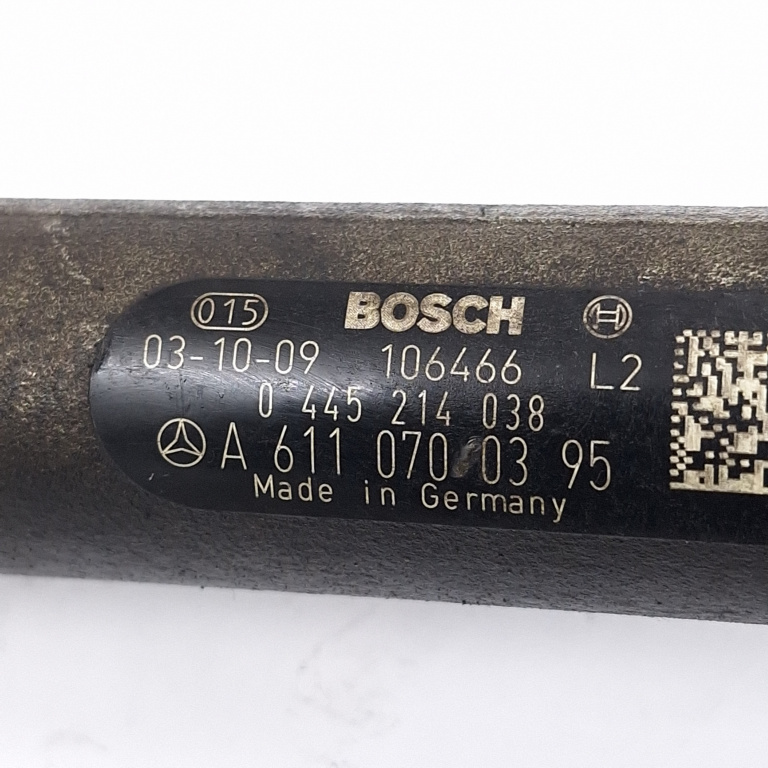 015 BOSCH
03-10-09 106466 L2
0 445 214 038
A 611 070 03 95
Made in Germany